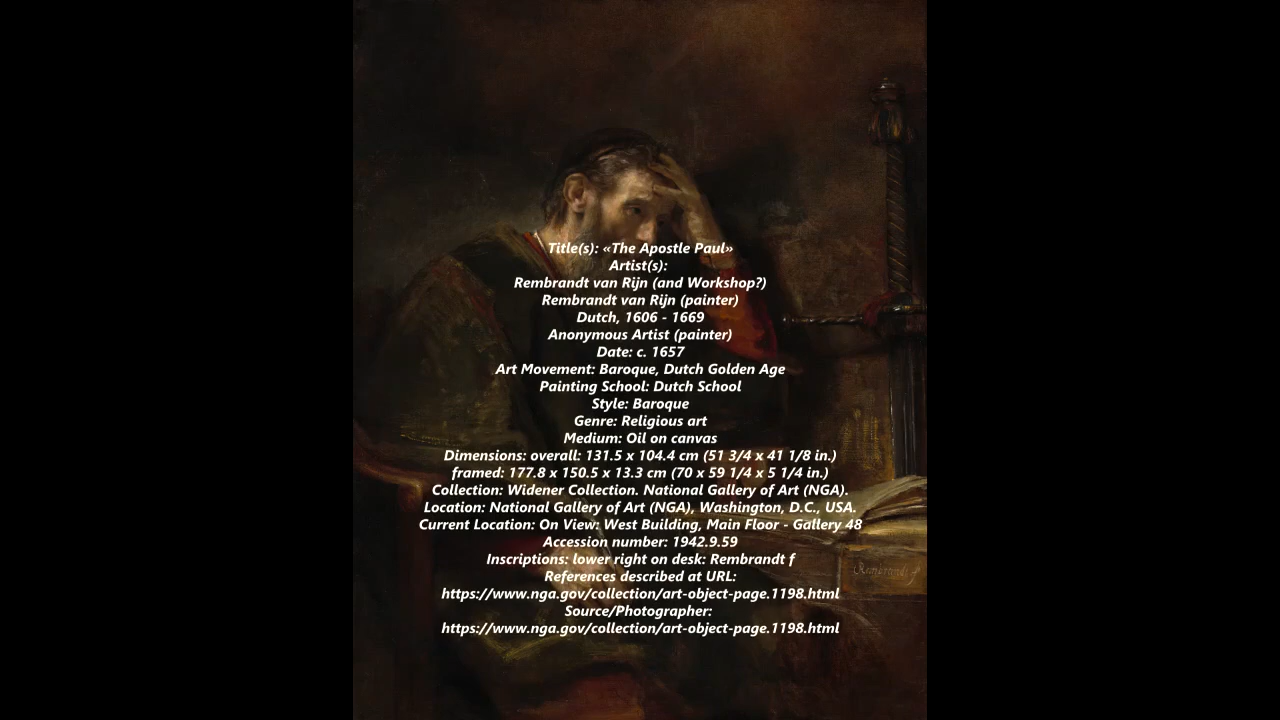 Title(s): «The Apostle Paul»
Artist(s):
Rembrandt van Rijn (and Workshop?)
Rembrandt van Rijn (painter)
Dutch, 1606 - 1669
Anonymous Artist (painter)
Date: c. 1657
Art Movement: Baroque, Dutch Golden Age
Painting School: Dutch School
Style: Baroque
Genre: Religious art
Medium: Oil on canvas
Dimensions: overall: 131.5 x 104.4 cm (51 3/4 x 41 1/8 in.)
framed: 177.8 x 150.5 x 13.3 cm (70 x 59 1/4 x 5 1/4 in.)
Collection: Widener Collection. National Gallery of Art (NGA).
Location: National Gallery of Art (NGA), Washington, D.C., USA.
Current Location: On View: West Building, Main Floor - Gallery 48
Accession number: 1942.9.59
Inscriptions: lower right on desk: Rembrandt f
References described at URL:
https://www.nga.gov/collection/art-object-page.1198.html
Source/Photographer:
https://www.nga.gov/collection/art-object-page.1198.html
Rembrandt f